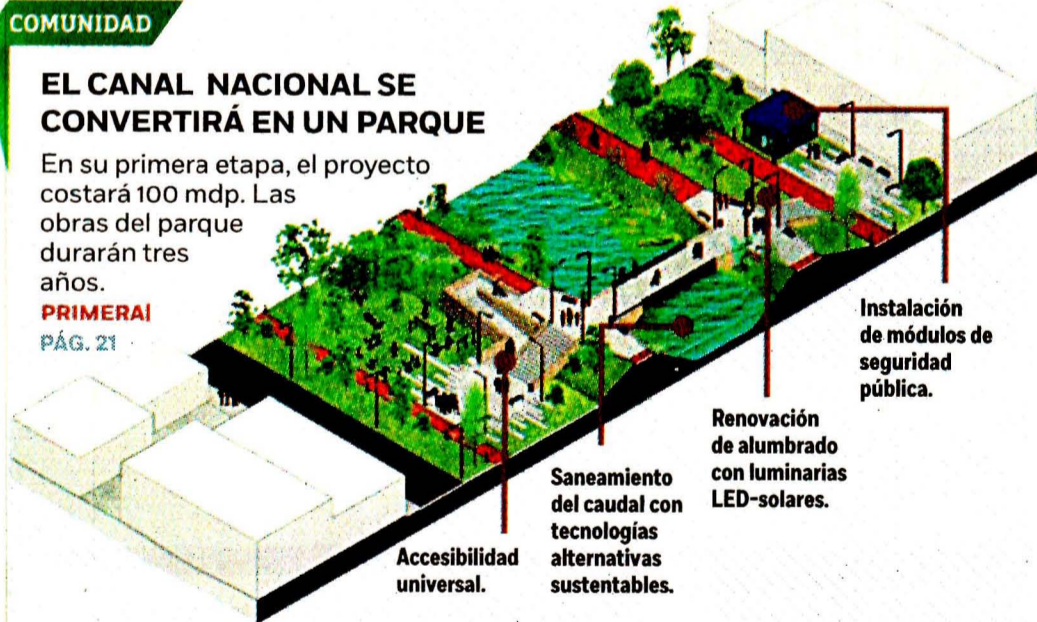 COMUNIDAD
EL CANAL NACIONAL SE
CONVERTIRÁ EN UN PARQUE
En su primera etapa, el proyecto
costará 100 mdp. Las
obras del parque
durarán tres
años.
PRIMERA|
PÁG. 21
Instalación
de módulos de
seguridad
pública.
Renovación
de alumbrado
con luminarias
LED-solares.
Saneamiento
del caudal con
tecnologías
alternativas
sustentables.
Accesibilidad
universal.